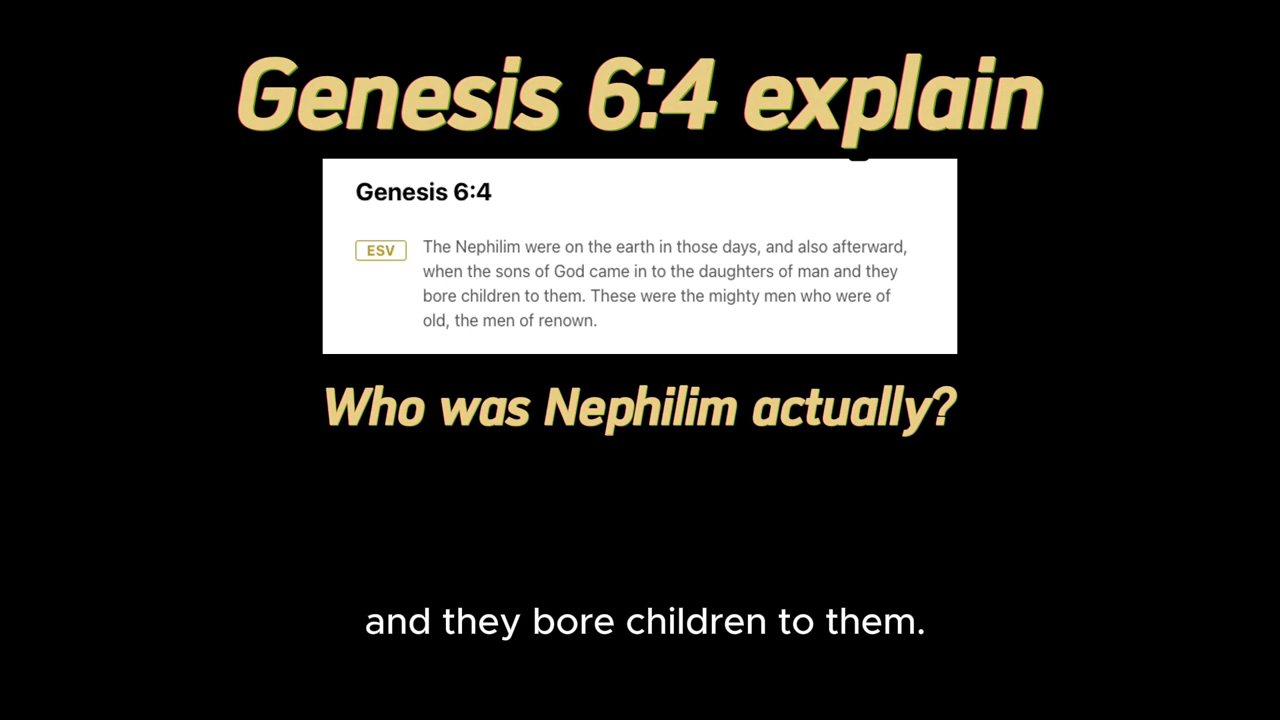 Genesis 6:4 explain
Genesis 6:4
ESV The Nephilim were on the earth in those days, and also afterward,
when the sons of God came in to the daughters of man and they
bore children to them. These were the mighty men who were of
old, the men of renown.
Who was Nephilim actually?
and they bore children to them.